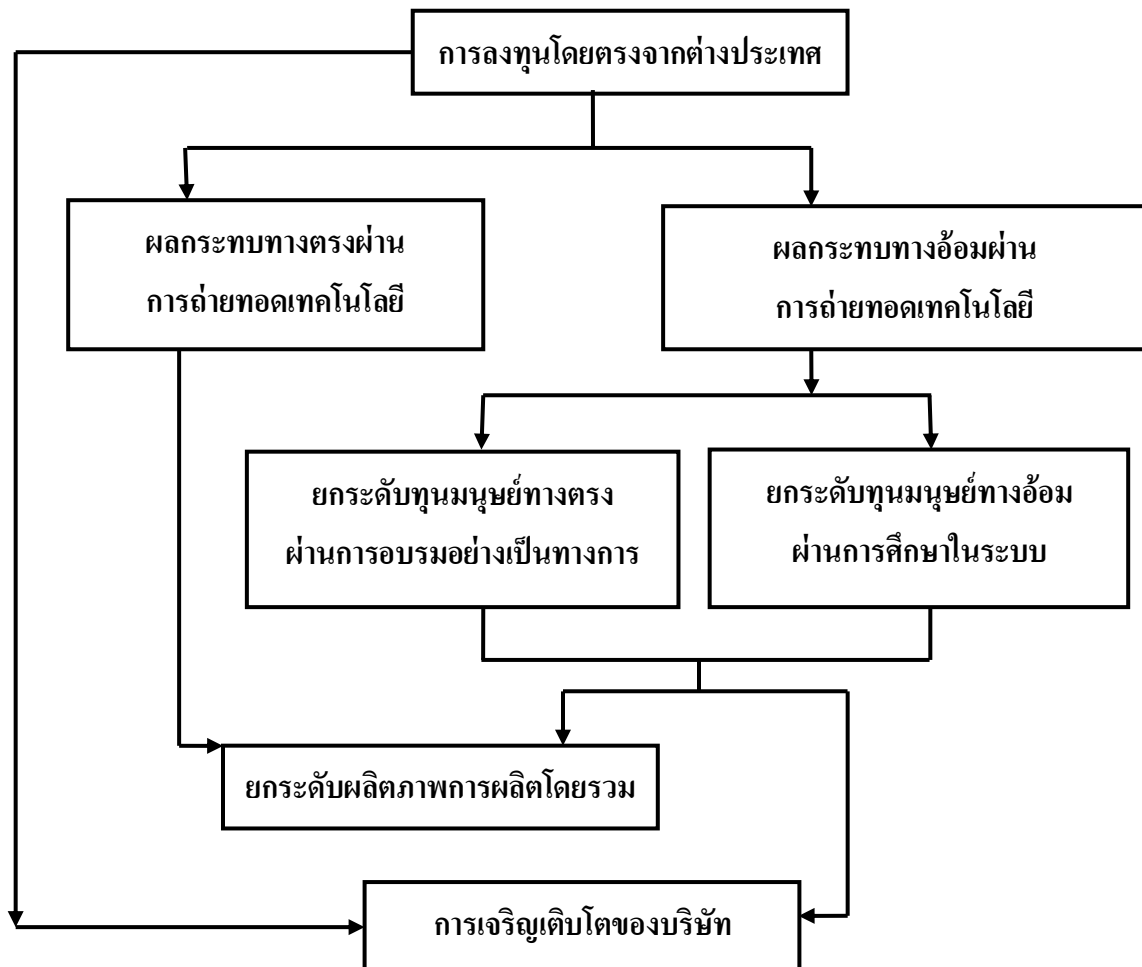 การลงทุนโดยตรงจากต่างประเทศ
ผลกระทบทางตรงผ่าน
การถ่ายทอดเทคโนโลยี
ผลกระทบทางอ้อมผ่าน
การถ่ายทอดเทคโนโลยี
ยกระดับทุนมนุษย์ทางตรง
ผ่านการอบรมอย่างเป็นทางการ
ยกระดับทุนมนุษย์ทางอ้อม
ผ่านการศึกษาในระบบ
ยกระดับผลิตภาพการผลิตโดยรวม
การเจริญเติบโตของบริษัท